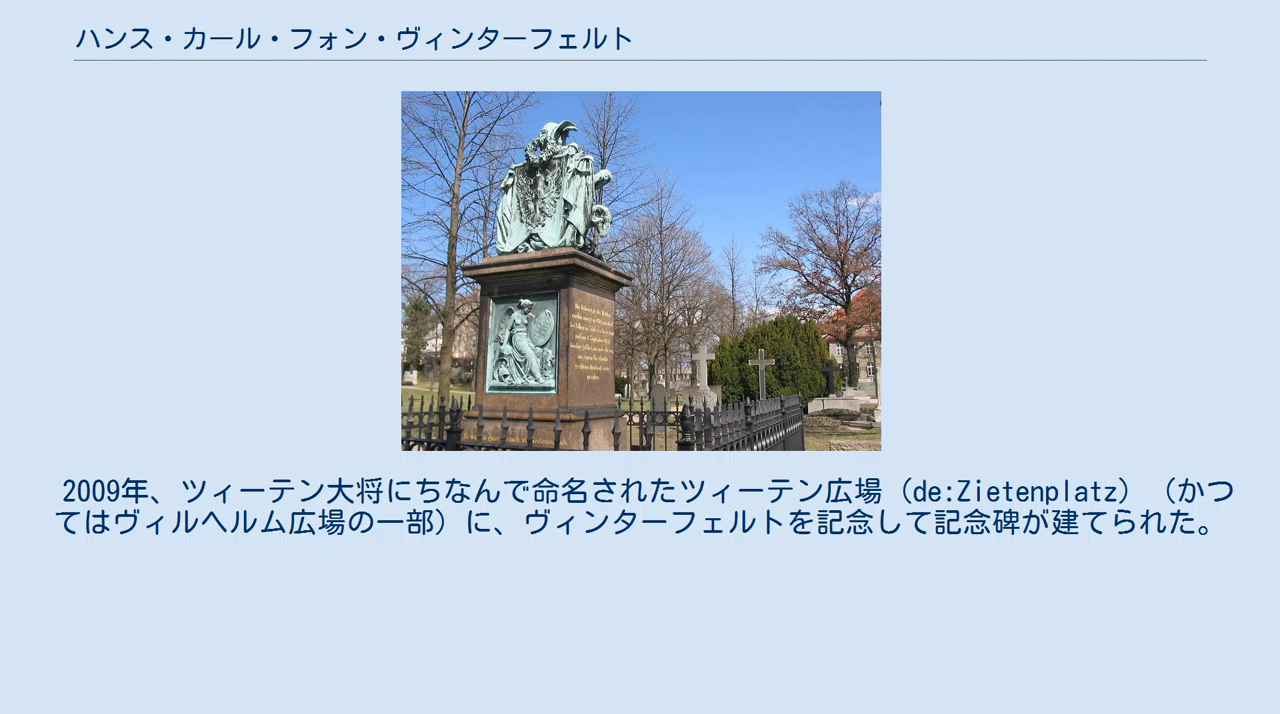 ハンス・カール・フォン・ヴィンターフェルト
2009年、ツィーテン大将にちなんで命名されたツィーテン広場（de:Zietenplatz）（かつ
てはヴィルヘルム広場の一部）に、ヴィンターフェルトを記念して記念碑が建てられた。